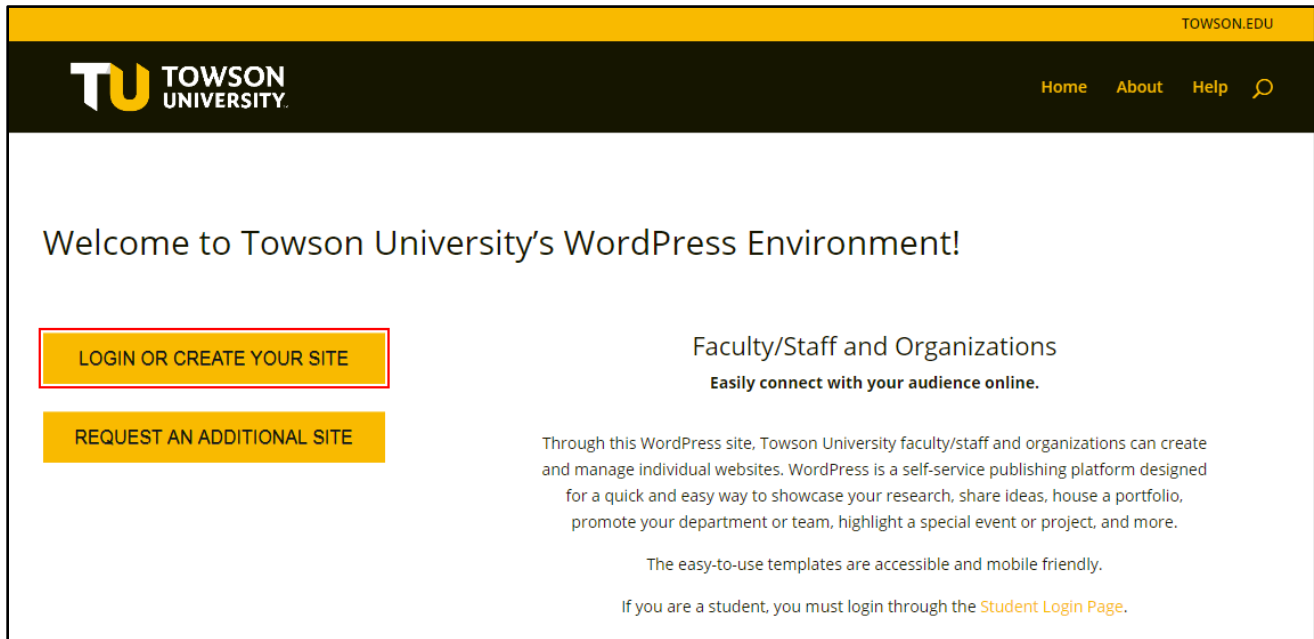 TOWSON.EDU
TU TOWSON
UNIVERSITY.
Home About Help
Welcome to Towson University's WordPress Environment!
LOGIN OR CREATE YOUR SITE
REQUEST AN ADDITIONAL SITE
Faculty/Staff and Organizations
Easily connect with your audience online.
Through this WordPress site, Towson University faculty/staff and organizations can create
and manage individual websites. WordPress is a self-service publishing platform designed
for a quick and easy way to showcase your research, share ideas, house a portfolio,
promote your department or team, highlight a special event or project, and more.
The easy-to-use templates are accessible and mobile friendly.
If you are a student, you must login through the Student Login Page.